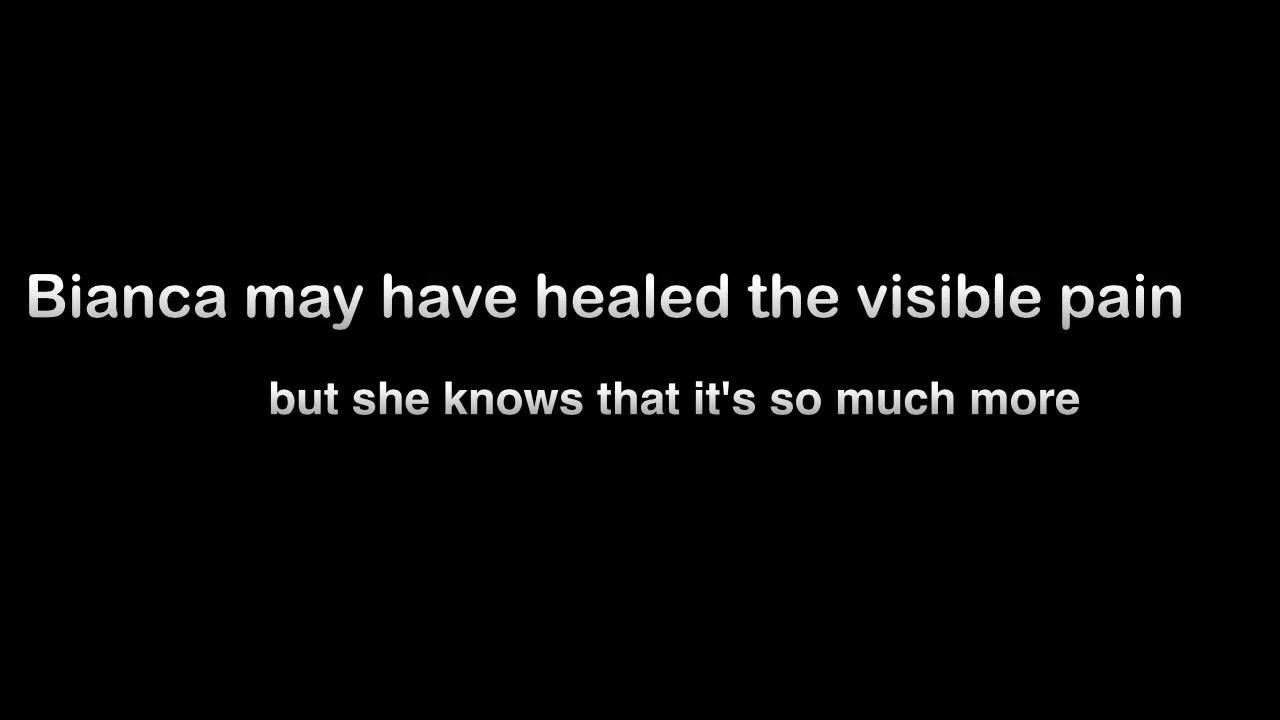 Bianca may have healed the visible pain
but she knows that it's so much more